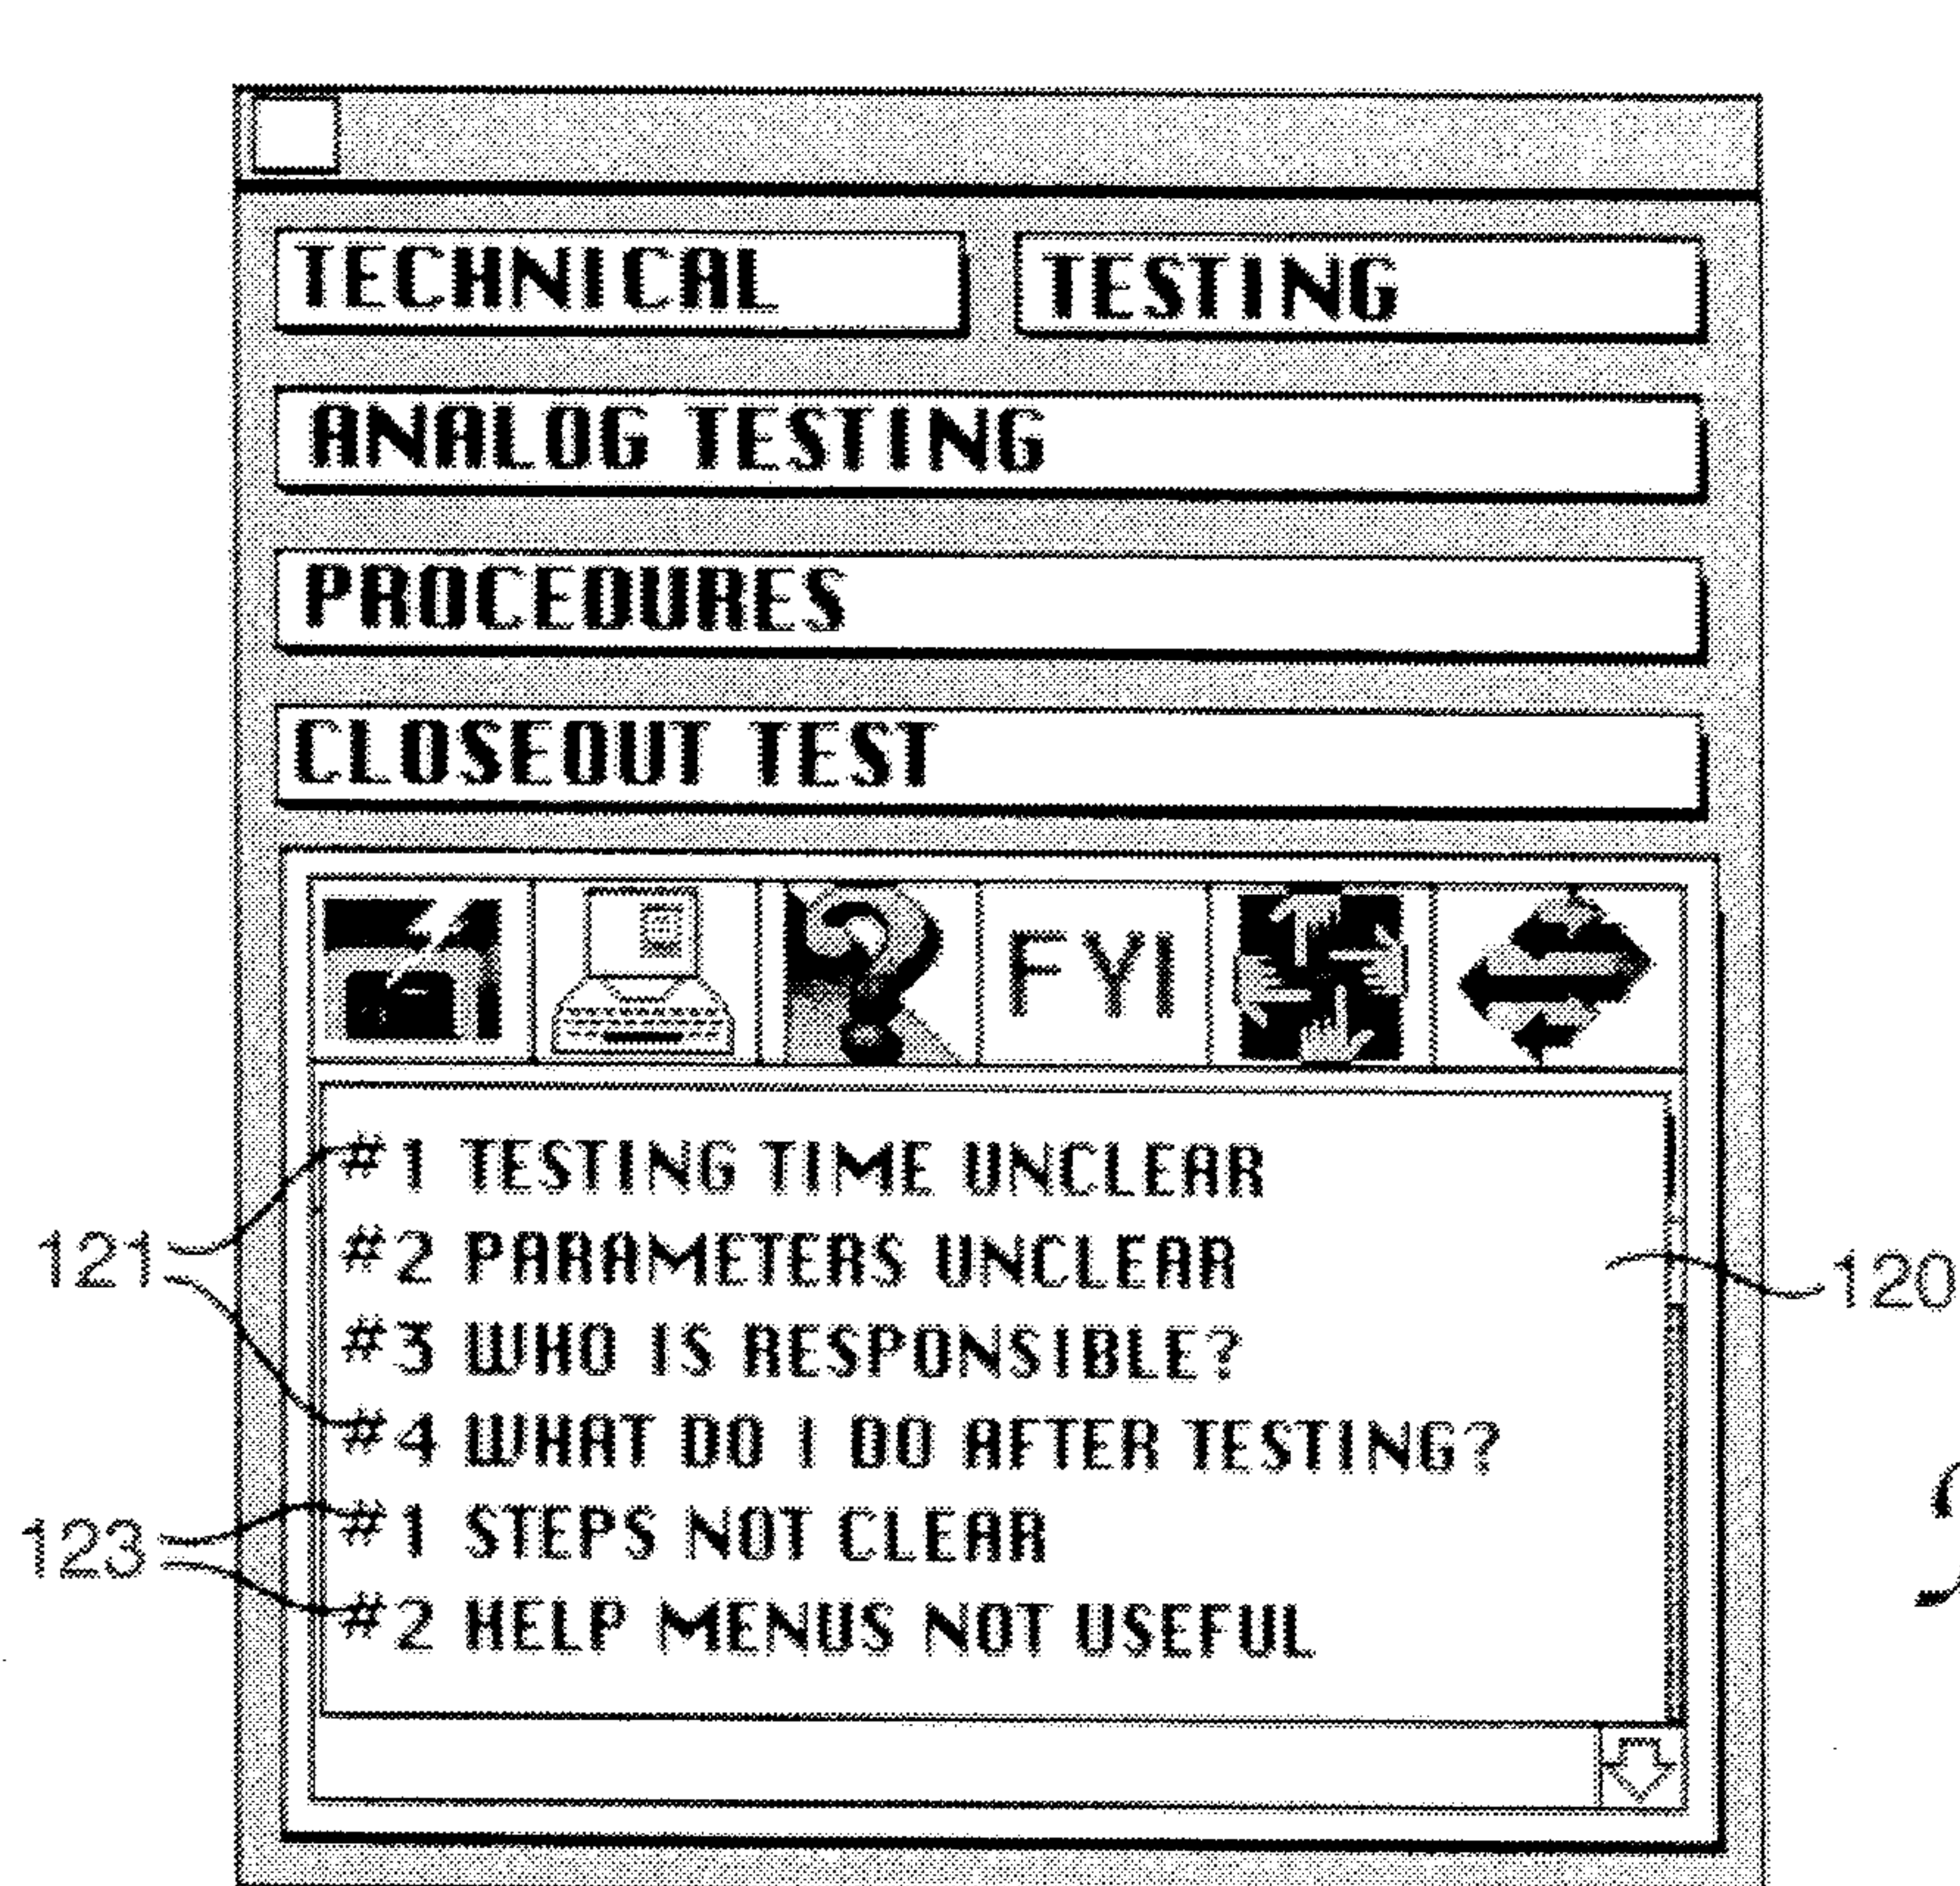 TECHNICAL TESTING
ANALOG TESTING
PROCEDURES
CLOSEOUT TEST
FYI
#1 TESTING TIME UNCLEAR
#2 PARAMETERS UNCLEAR
#3 WHO IS RESPONSIBLE?
#4 WHAT DO I DO AFTER TESTING?
#1 STEPS NOT CLEAR
#2 HELP MENUS NOT USEFUL
121
120
123